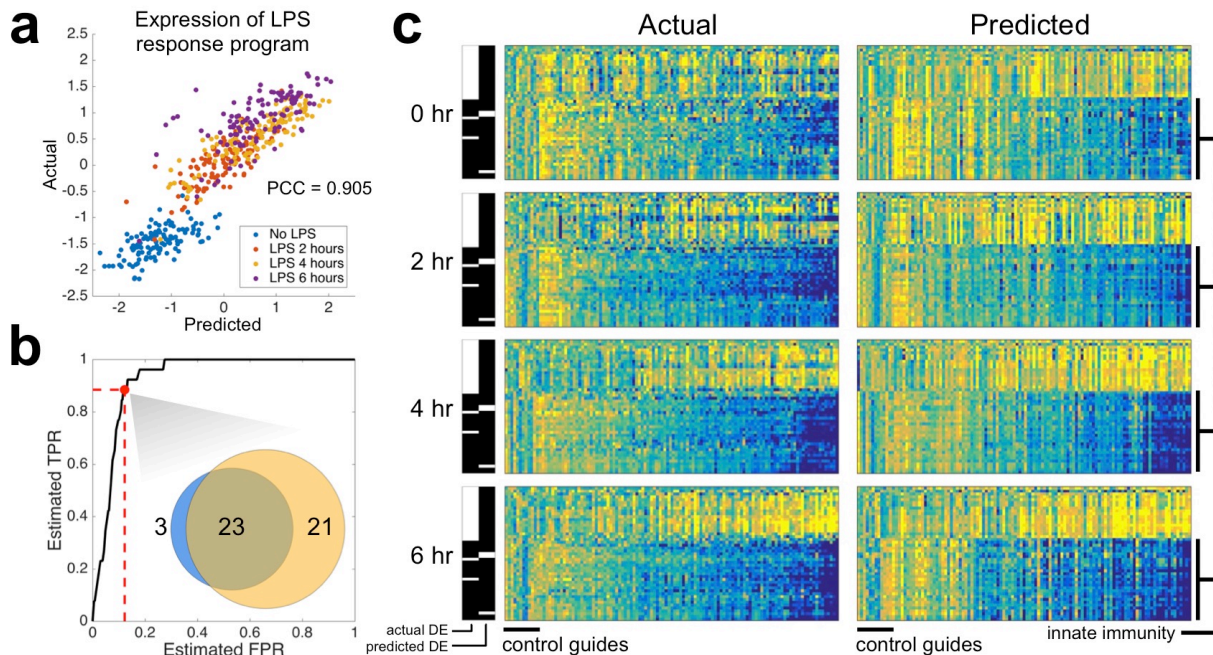 a
Expression of LPS
response program
2.5
2
1.5
1
0.5
0
-0.5
-1
-1.5
-2
-2.5
Actual
PCC = 0.905
No LPS
LPS 2 hours
LPS 4 hours
LPS 6 hours
-2 -1 0 1 2
Predicted
b
1
0.8
0.6
0.4
0.2
0
Estimated TPR
3 23 21
0 0.2 0.4 0.6 0.8 1
Estimated FPR
c
Actual Predicted
0 hr
2 hr
4 hr
6 hr
actual DE
predicted DE
control guides
control guides
innate immunity